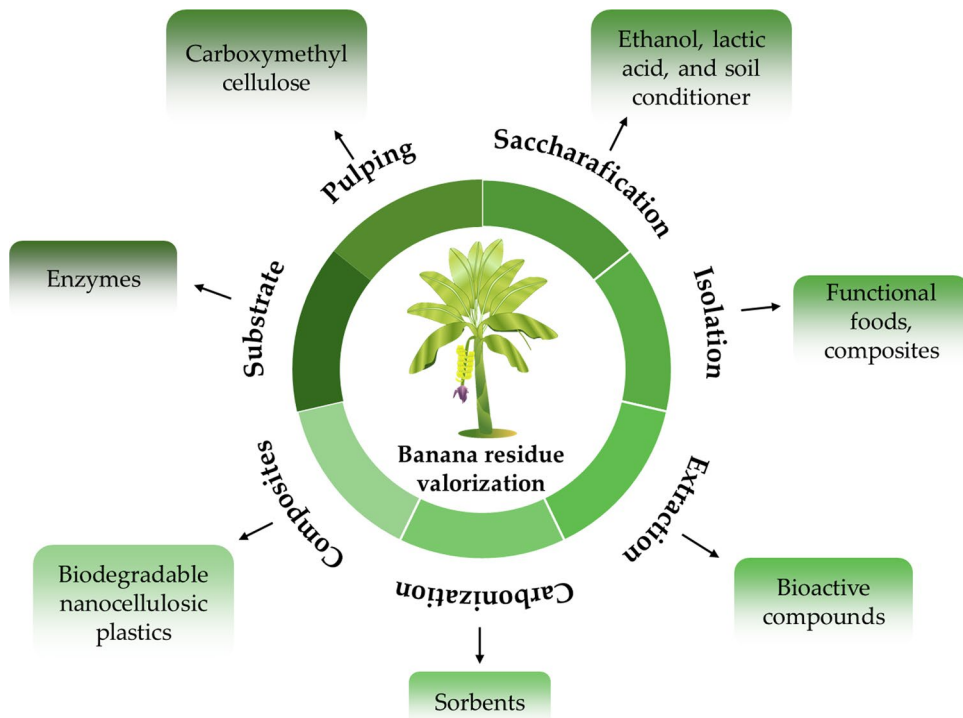 Carboxymethyl
cellulose
Ethanol, lactic
acid, and soil
conditioner
Pulping
Saccharafication
Enzymes
Substrate
Isolation
Functional
foods,
composites
Banana residue
valorization
Composites
Extraction
Biodegradable
nanocellulosic
plastics
Carbonization
Bioactive
compounds
Sorbents